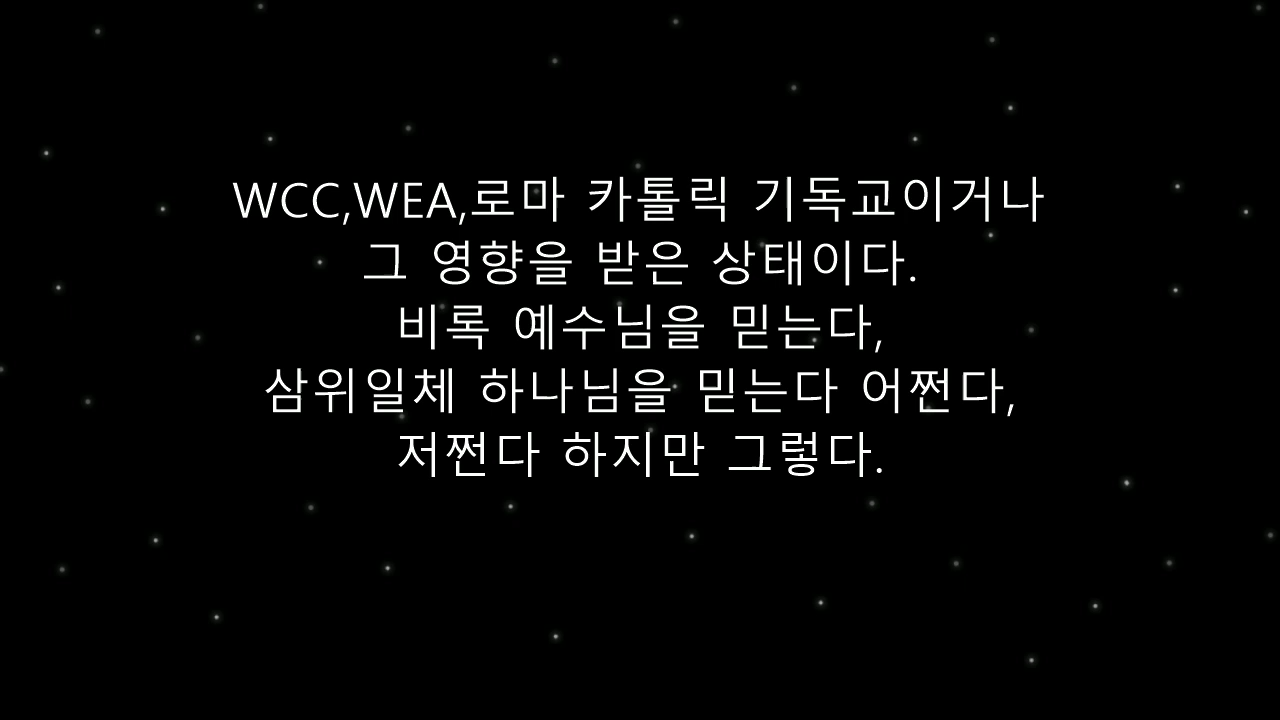 WCC,WEA,로마 카톨릭 기독교이거나
그 영향을 받은 상태이다.
비록 예수님을 믿는다,
삼위일체 하나님을 믿는다 어쩐다,
저쩐다 하지만 그렇다.